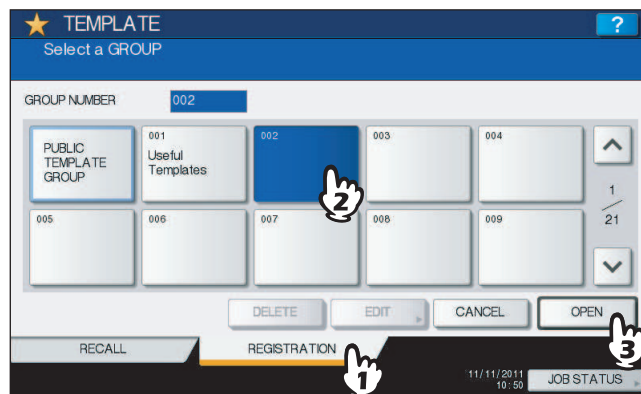 TEMPLATE
?
Select a GROUP
GROUP NUMBER 002
PUBLIC
TEMPLATE
GROUP
001
Useful
Templates
002
2
003
004
1
21
005
006
007
008
009
DELETE EDIT CANCEL OPEN
3
RECALL REGISTRATION
1
11/11/2011
10:50
JOB STATUS